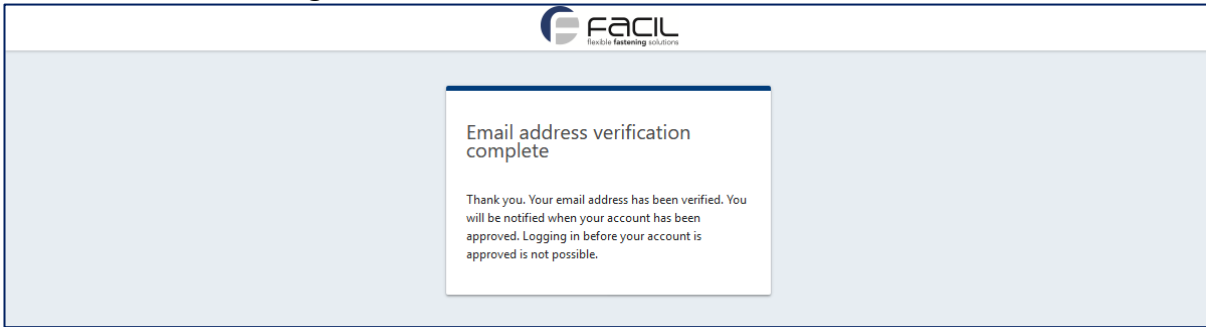 FACIL
flexible fastening solutions
Email address verification
complete
Thank you. Your email address has been verified. You
will be notified when your account has been
approved. Logging in before your account is
approved is not possible.